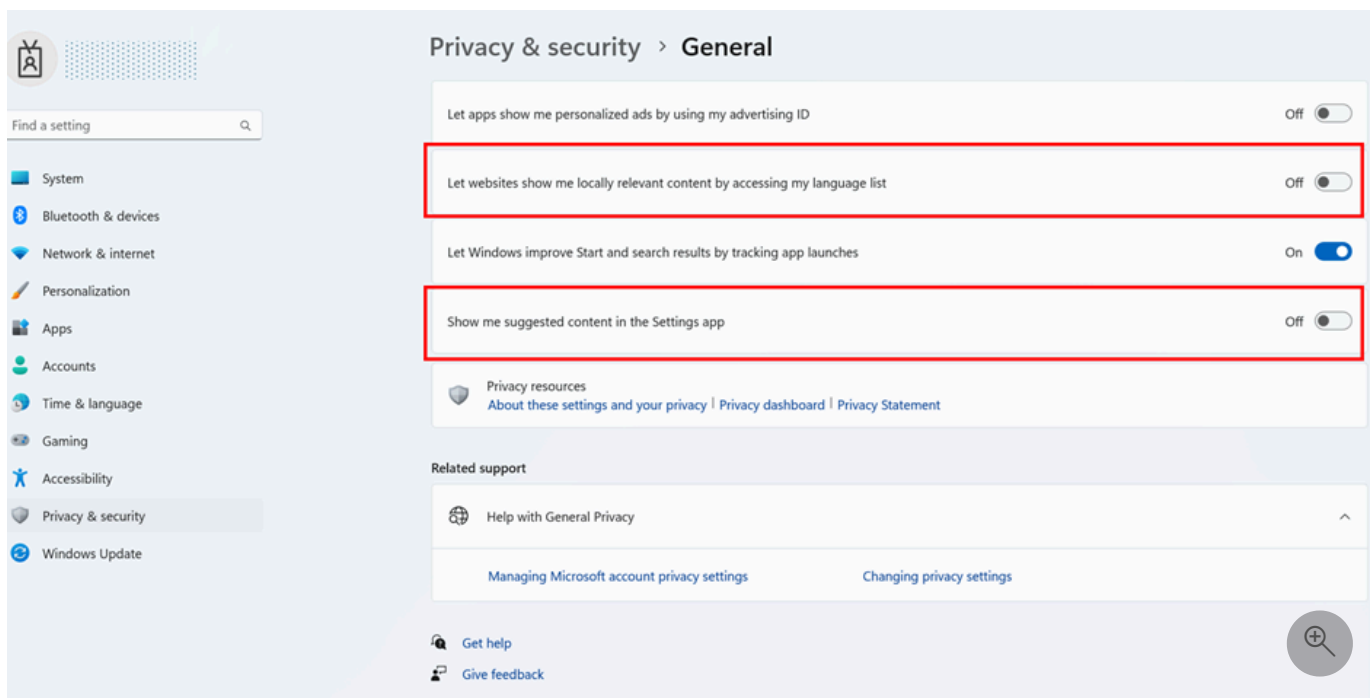 Privacy & security > General
Find a setting
System
Bluetooth & devices
Network & internet
Personalization
Apps
Accounts
Time & language
Gaming
Accessibility
Privacy & security
Windows Update
Let apps show me personalized ads by using my advertising ID Off
Let websites show me locally relevant content by accessing my language list Off
Let Windows improve Start and search results by tracking app launches On
Show me suggested content in the Settings app Off
Privacy resources
About these settings and your privacy | Privacy dashboard | Privacy Statement
Related support
Help with General Privacy
Managing Microsoft account privacy settings Changing privacy settings
Get help
Give feedback